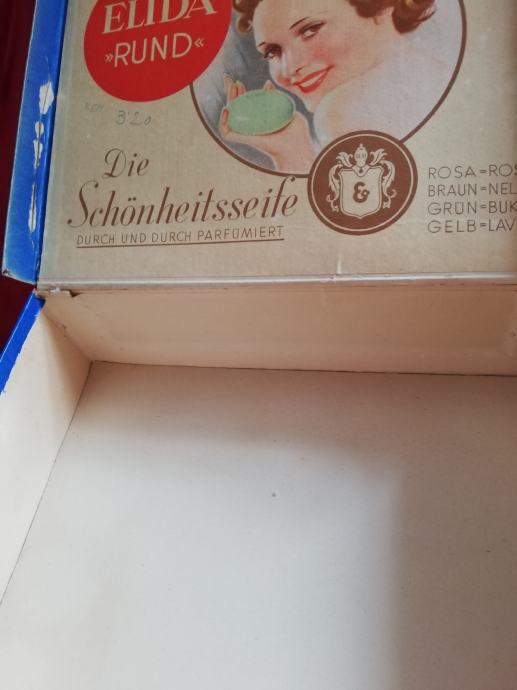 ELIDA
»RUND«
3'20
Die
Schönheitsseife
DURCH UND DURCH PARFÜMIERT
&
ROSA=ROS
BRAUN=NEL
GRÜN=BUK
GELB=LAV